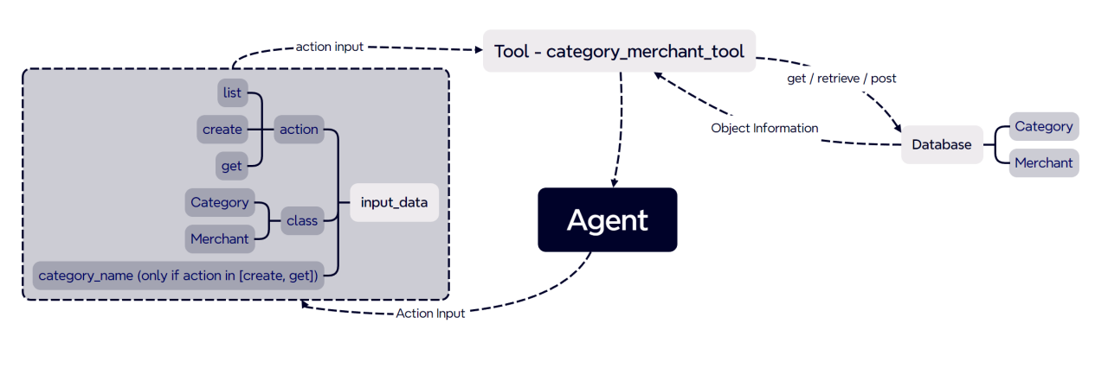 action input
Tool - category_merchant_tool
get / retrieve / post
list
create
action
get
Object Information
Category
Database
Merchant
Category
input_data
class
Merchant
Agent
category_name (only if action in [create, get])
Action Input